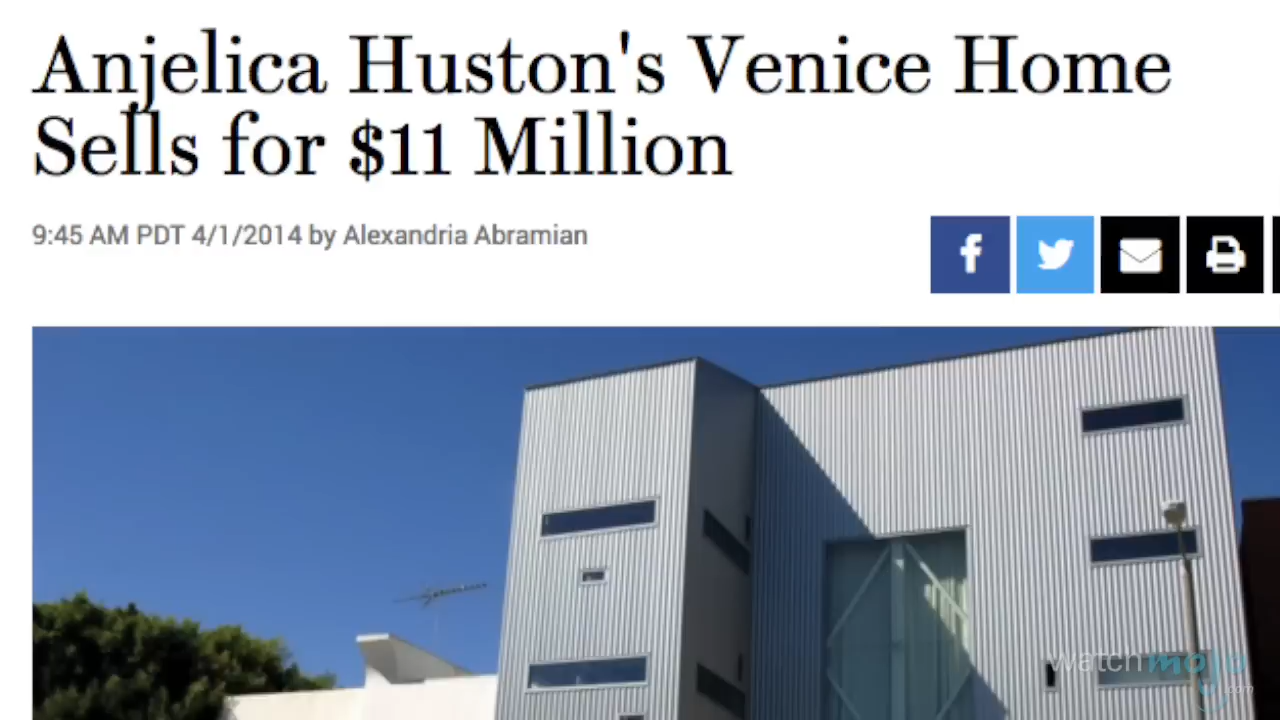 Anjelica Huston's Venice Home
Sells for $11 Million
9:45 AM PDT 4/1/2014 by Alexandria Abramian
watchmojo
.com